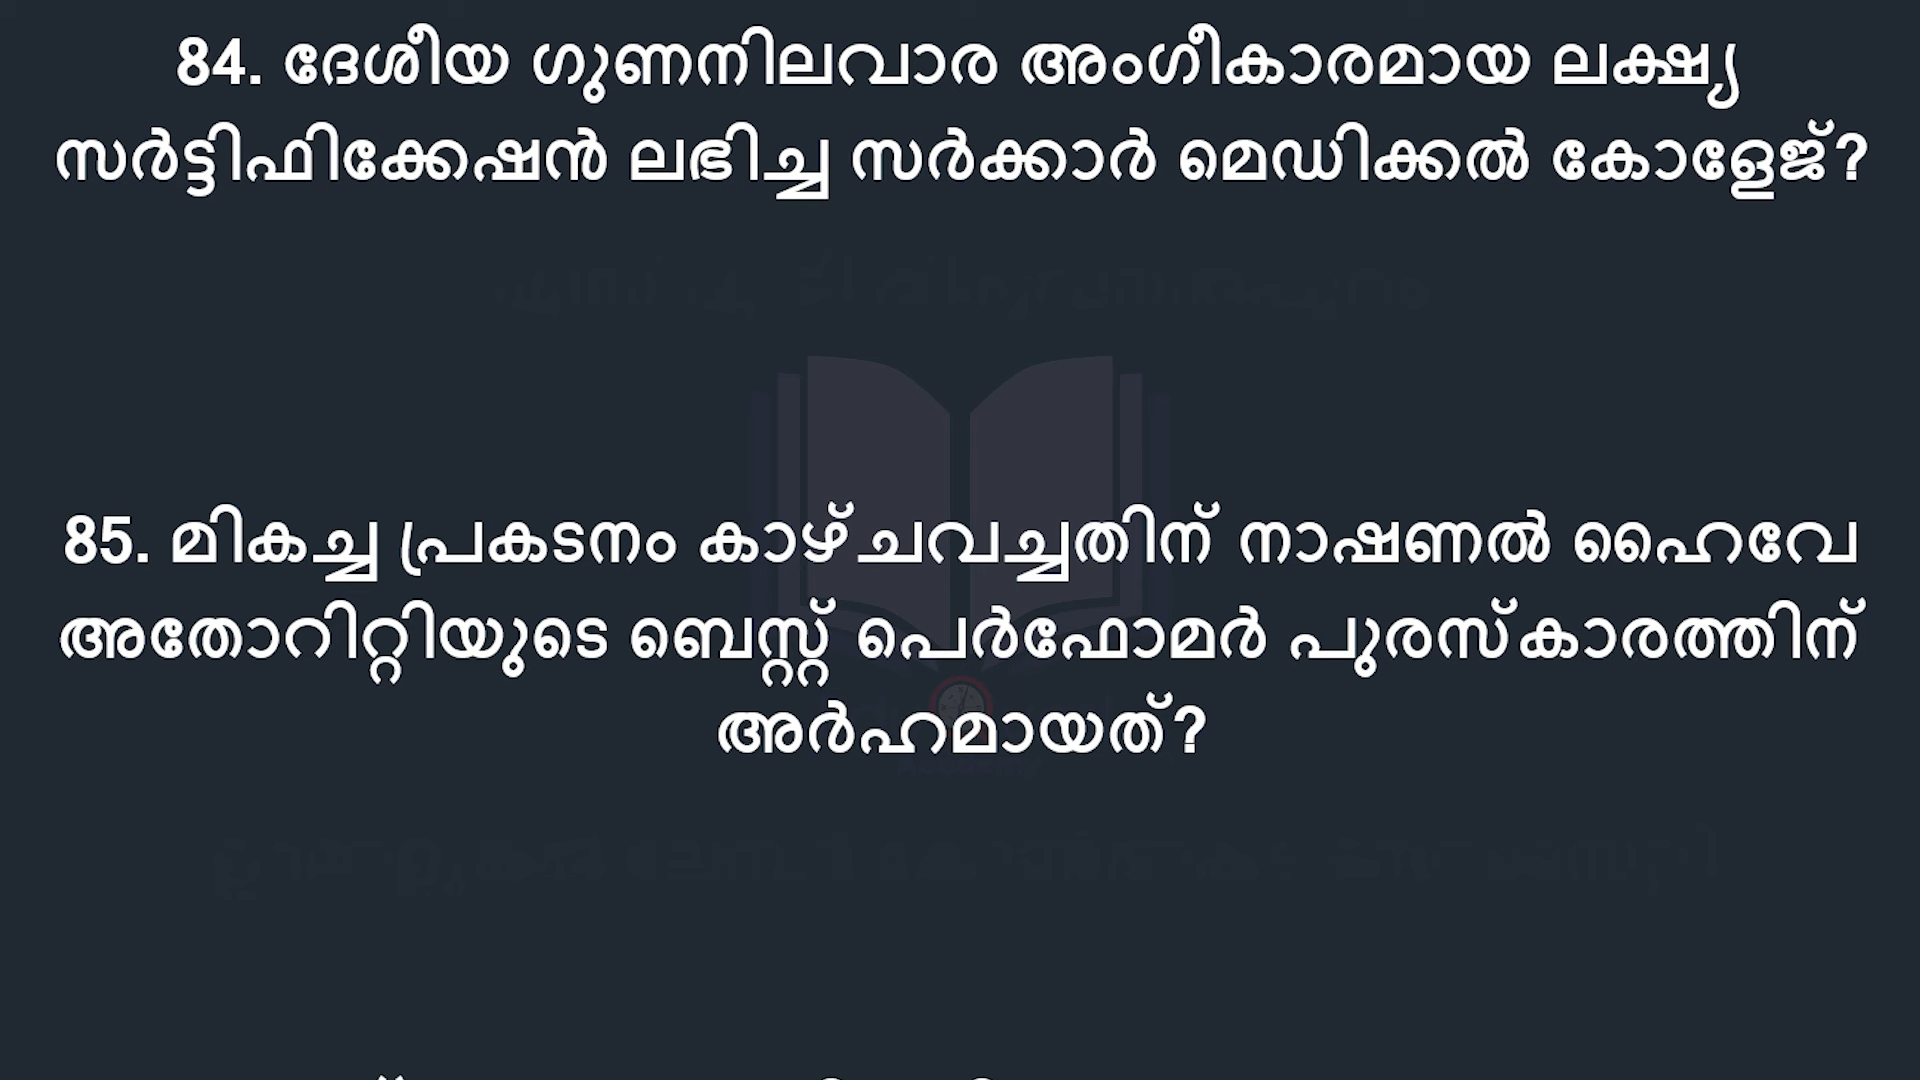 84. ദേശീയ ഗുണനിലവാര അംഗീകാരമായ ലക്ഷ്യ
സർട്ടിഫിക്കേഷൻ ലഭിച്ച സർക്കാർ മെഡിക്കൽ കോളേജ്?
85. മികച്ച പ്രകടനം കാഴ്ചവച്ചതിന് നാഷണൽ ഹൈവേ
അതോറിറ്റിയുടെ ബെസ്റ്റ് പെർഫോമർ പുരസ്കാരത്തിന്
അർഹമായത്?